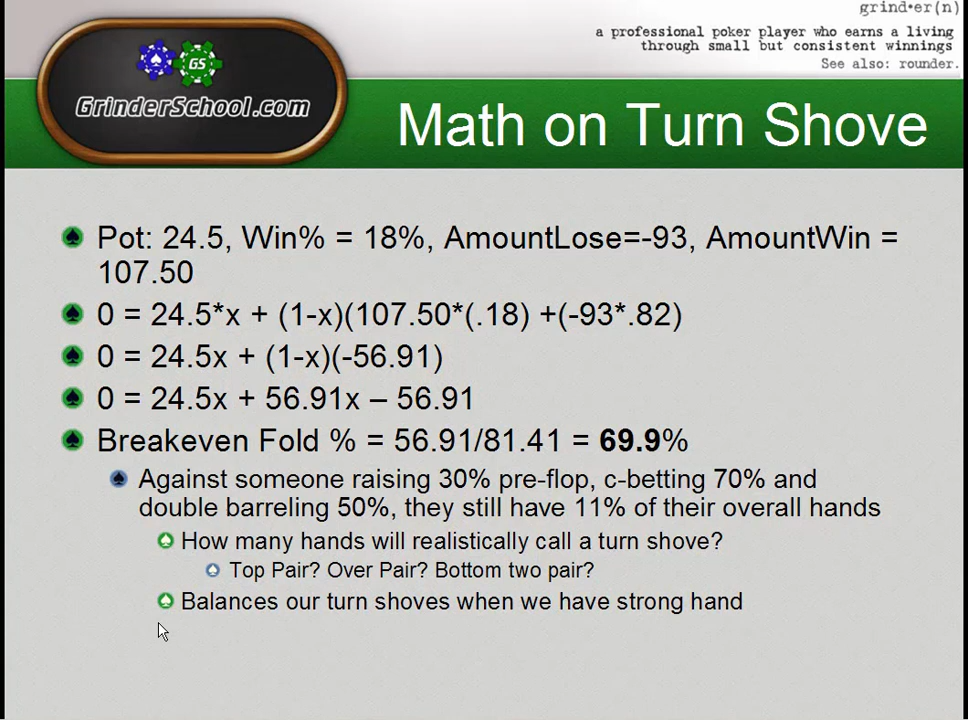 grind•er(n)
a professional poker player who earns a living
through small but consistent winnings
See also: rounder.
GS
GrinderSchool.com
Math on Turn Shove
Pot: 24.5, Win% = 18%, AmountLose=-93, AmountWin =
107.50
0 = 24.5*x + (1-x)(107.50*(.18) +(-93*.82)
0 = 24.5x + (1-x)(-56.91)
0 = 24.5x + 56.91x – 56.91
Breakeven Fold % = 56.91/81.41 = 69.9%
Against someone raising 30% pre-flop, c-betting 70% and
double barreling 50%, they still have 11% of their overall hands
How many hands will realistically call a turn shove?
Top Pair? Over Pair? Bottom two pair?
Balances our turn shoves when we have strong hand